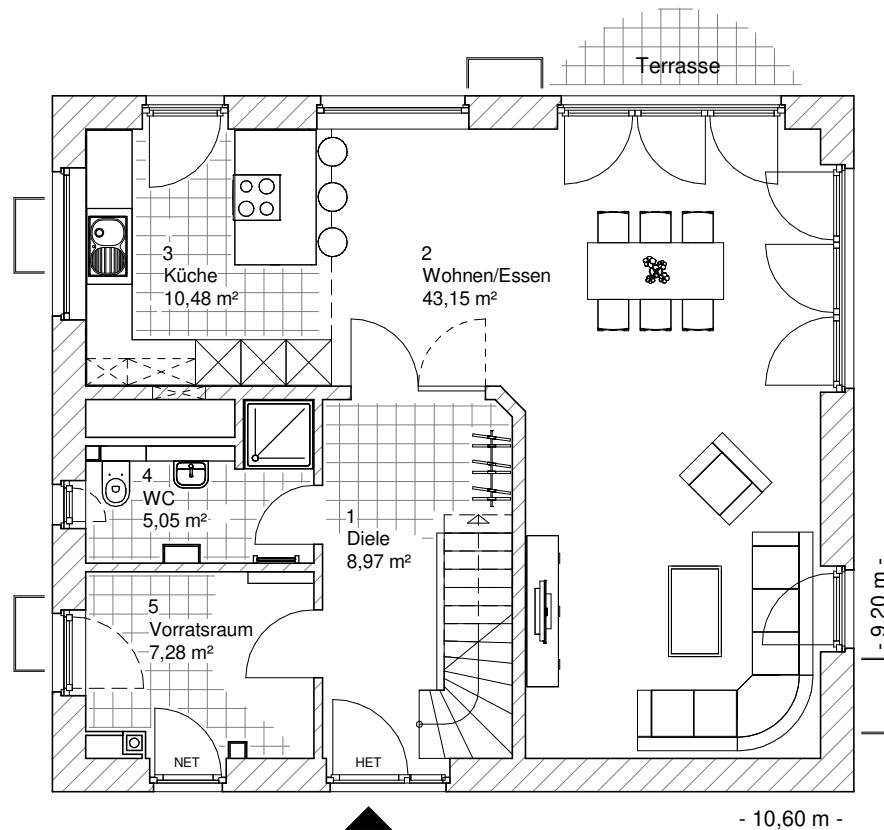 Terrasse
3
Küche
10,48 m²
2
Wohnen/Essen
43,15 m²
4
WC
5,05 m²
1
Diele
8,97 m²
5
Vorratsraum
7,28 m²
NET
HET
- 9,20 m -
- 10,60 m -